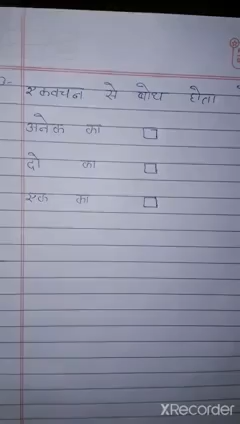 एकवचन से बोध होता
अनेक का
दो का
एक का
XRecorder